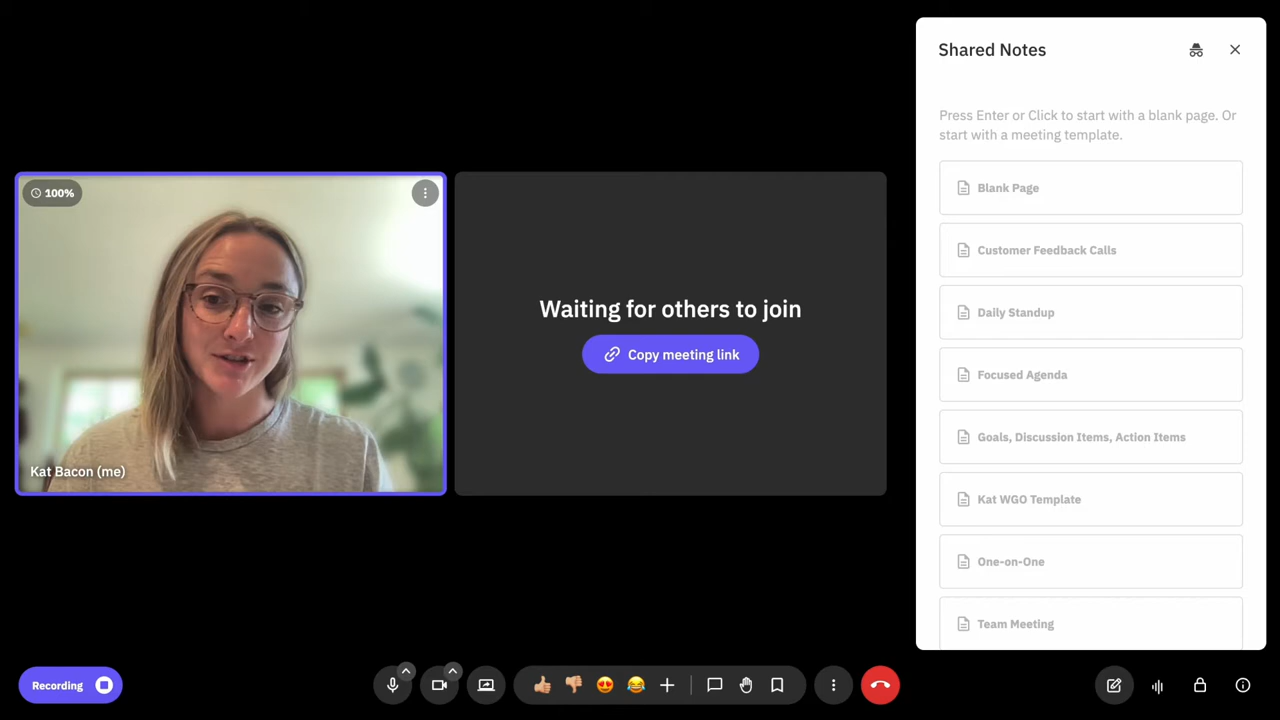 100%
Kat Bacon (me)
Waiting for others to join
Copy meeting link
Shared Notes
Press Enter or Click to start with a blank page. Or
start with a meeting template.
Blank Page
Customer Feedback Calls
Daily Standup
Focused Agenda
Goals, Discussion Items, Action Items
Kat WGO Template
One-on-One
Team Meeting
Recording